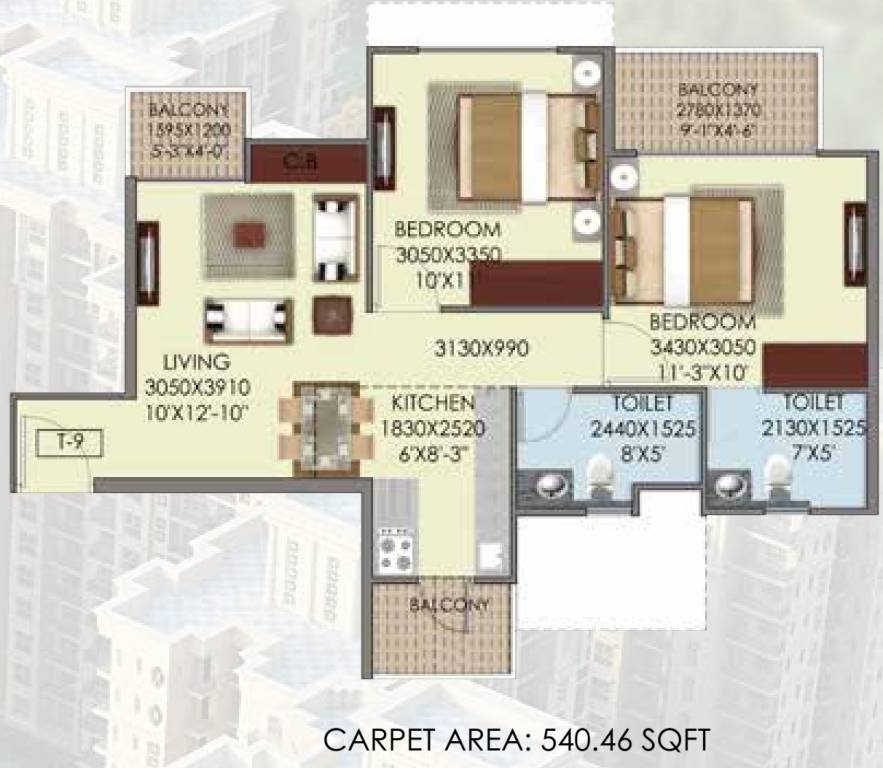 BALCONY
1595X1200
5'-3"X4'-0"
C.B
BEDROOM
3050X3350
10'X11'
BALCONY
2780X1370
9'-1"X4'-6"
LIVING
3050X3910
10'X12'-10"
3130X990
BEDROOM
3430X3050
11'-3"X10'
T-9
KITCHEN
1830X2520
6'X8'-3"
TOILET
2440X1525
8'X5'
TOILET
2130X1525
7'X5'
BALCONY
CARPET AREA: 540.46 SQFT